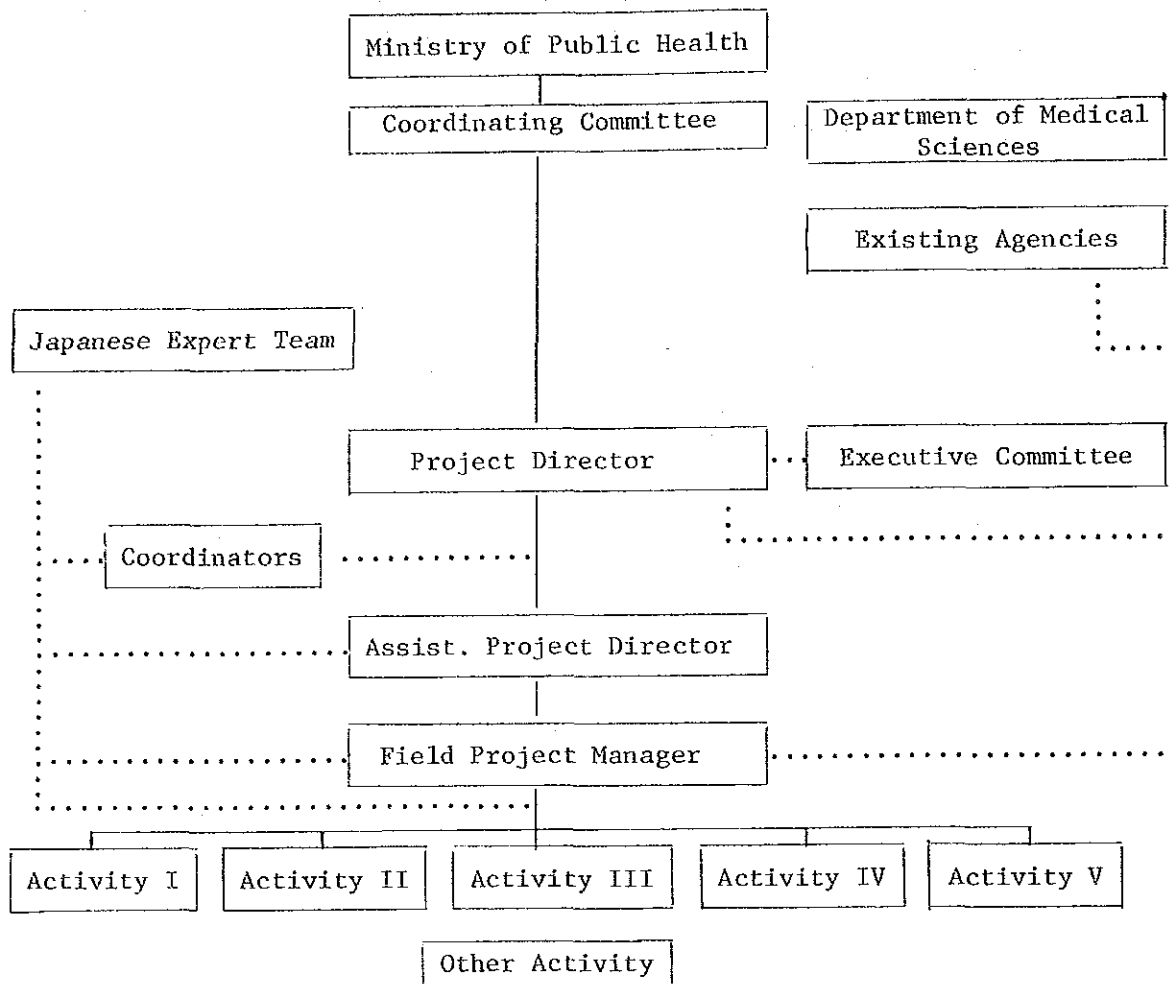 Ministry of Public Health
Coordinating Committee
Department of Medical
Sciences
Existing Agencies
Japanese Expert Team
Project Director
Executive Committee
Coordinators
Assist. Project Director
Field Project Manager
Activity I
Activity II
Activity III
Activity IV
Activity V
Other Activity